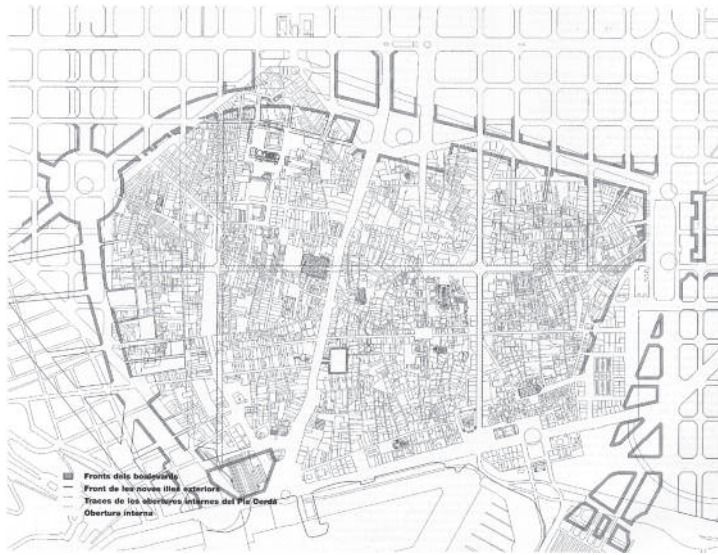 Fronts dels boulevards
Front de les noves illes exteriors
Traces de les obertures internes del Pla Cerdà
Obertura interna